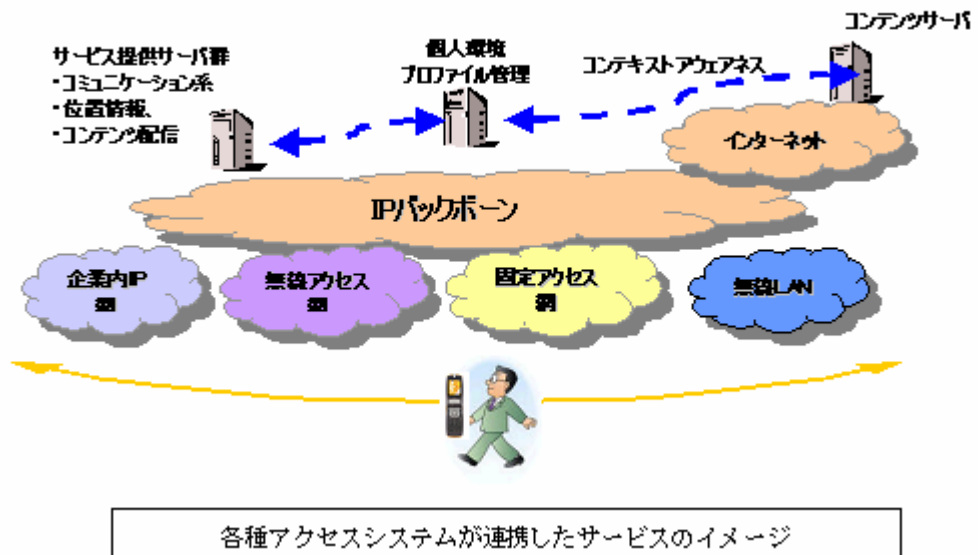 コンテンツサーバ
サービス提供サーバ群
・コミュニケーション系
・位置情報、
・コンテンツ配信
個人環境
プロファイル管理
コンテキストアウェアネス
インターネット
IPバックボーン
企業内IP
網
無線アクセス
網
固定アクセス
網
無線LAN
各種アクセスシステムが連携したサービスのイメージ